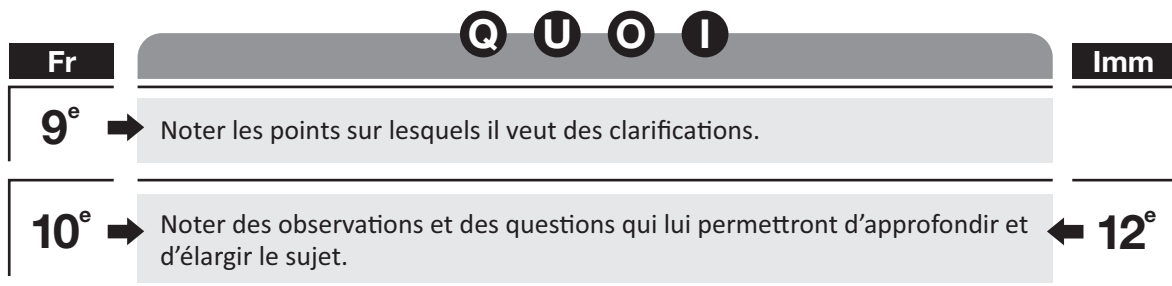 Q U O I
Fr Imm
9e Noter les points sur lesquels il veut des clarifications.
10e Noter des observations et des questions qui lui permettront d'approfondir et 12e
d'élargir le sujet.